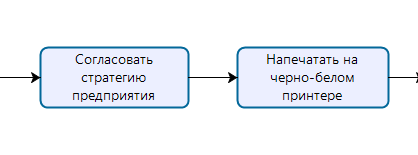 Согласовать
стратегию
предприятия
Напечатать на
черно-белом
принтере